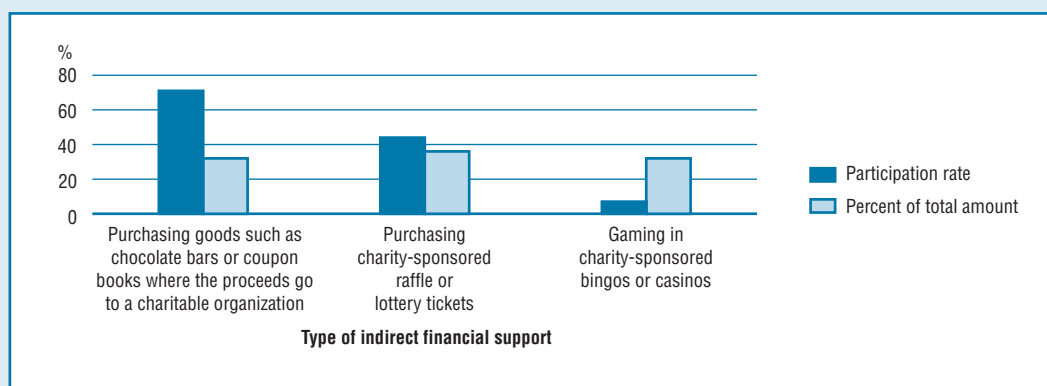 %
80
60
40
20
0
Purchasing goods such as
chocolate bars or coupon
books where the proceeds go
to a charitable organization
Purchasing
charity-sponsored
raffle or
lottery tickets
Gaming in
charity-sponsored
bingos or casinos
Type of indirect financial support
Participation rate
Percent of total amount